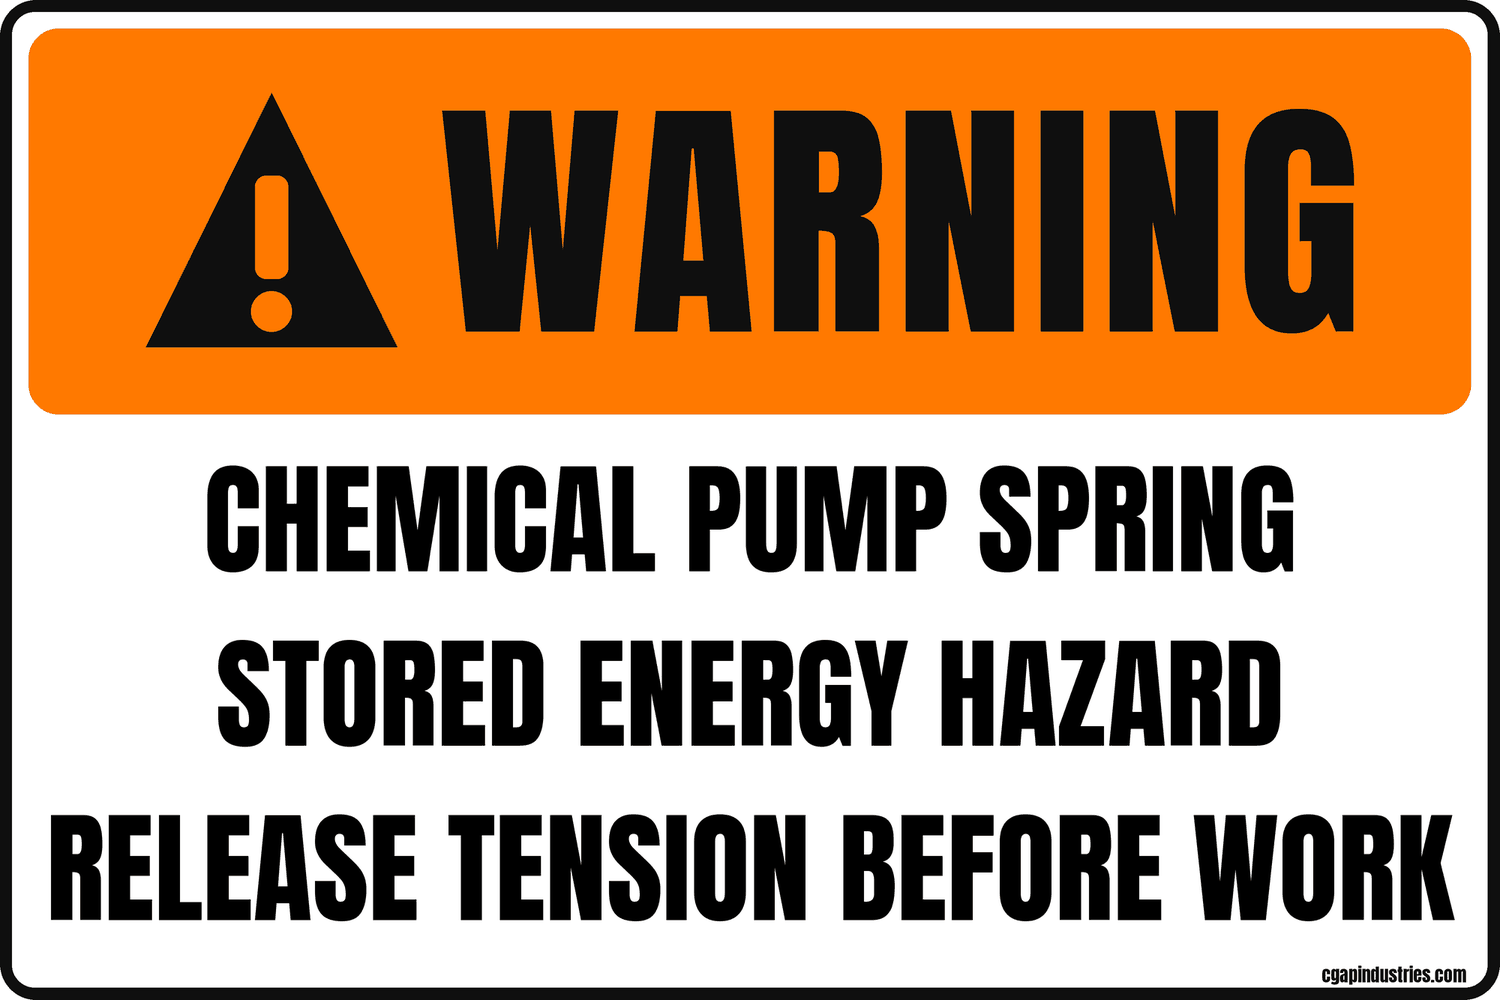 WARNING
CHEMICAL PUMP SPRING
STORED ENERGY HAZARD
RELEASE TENSION BEFORE WORK
cgapindustries.com